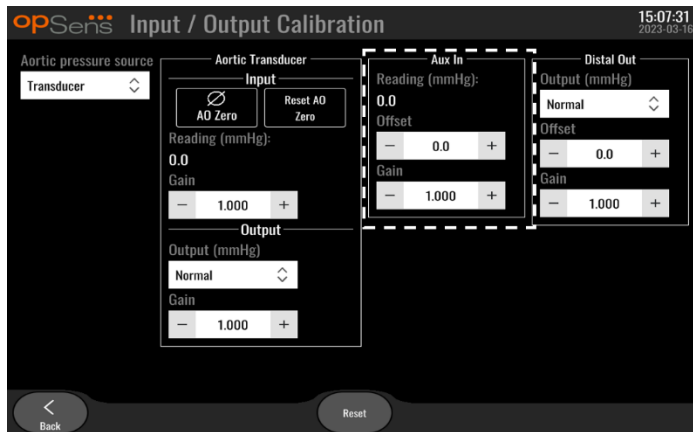 opSens Input / Output Calibration
15:07:31
2023-03-16
Aortic pressure source
Transducer
Aortic Transducer
Input
AO Zero
Reset AO
Zero
Reading (mmHg):
0.0
Gain
− 1.000 +
Output
Output (mmHg)
Normal
Gain
− 1.000 +
Aux In
Reading (mmHg):
0.0
Offset
− 0.0 +
Gain
− 1.000 +
Distal Out
Output (mmHg)
Normal
Offset
− 0.0 +
Gain
− 1.000 +
Back
Reset